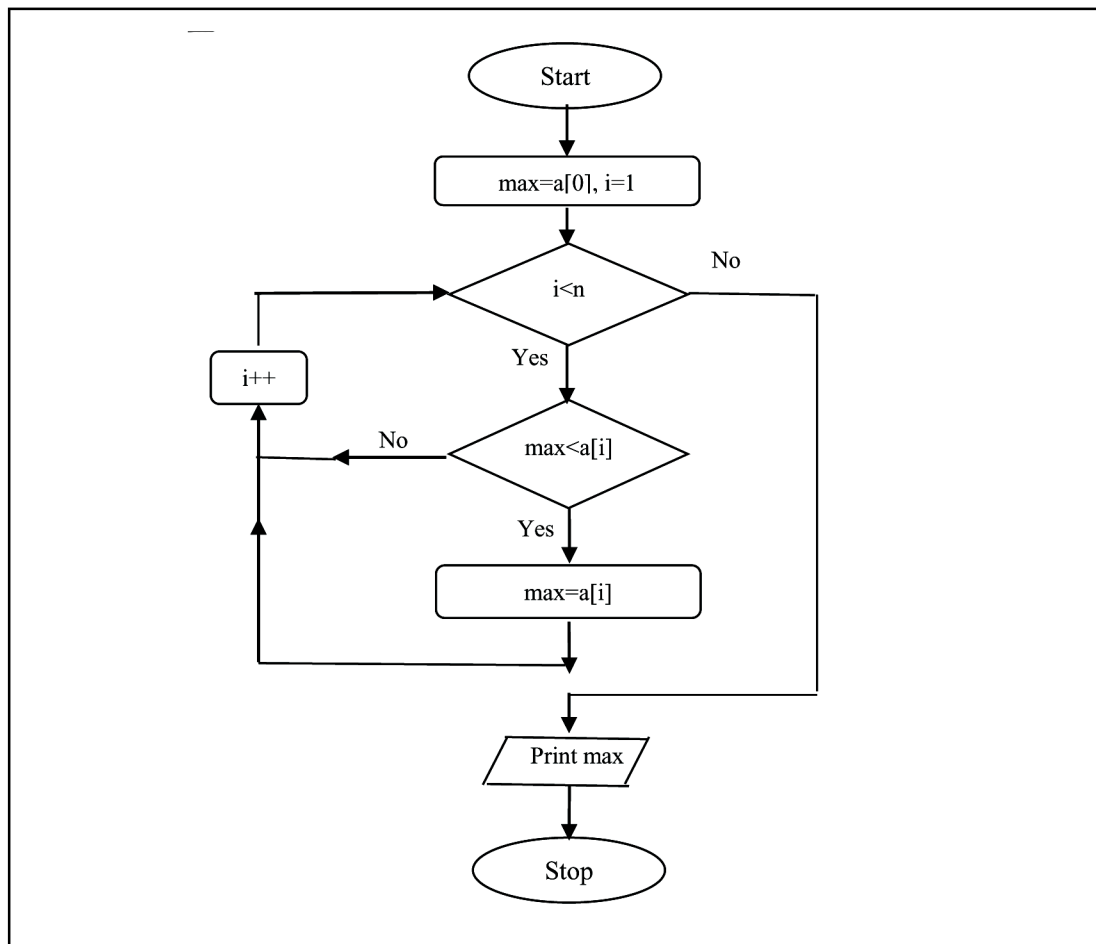 Start
max=a[0], i=1
No
i<n
Yes
i++
max<a[i]
No
Yes
max=a[i]
Print max
Stop